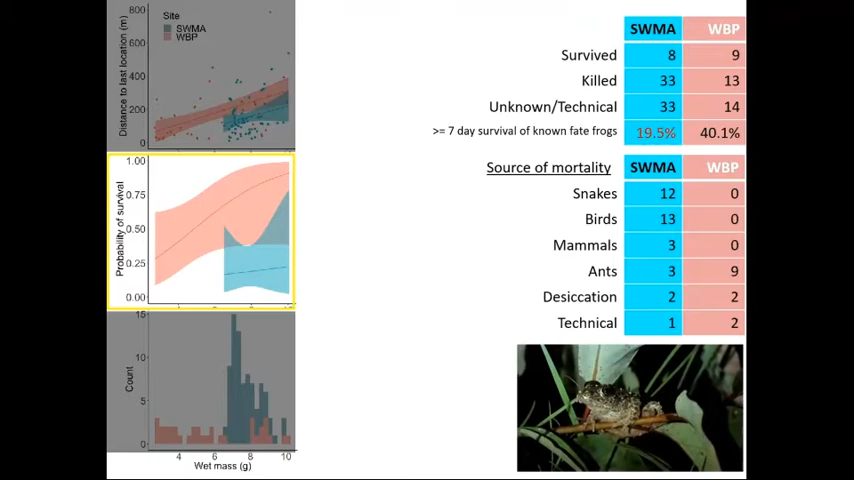 800
600
400
200
0
Distance to last location (m)
Site
SWMA
WBP
1.00
0.75
0.50
0.25
0.00
Probability of survival
4 6 8 10
15
10
5
0
Count
4 6 8 10
Wet mass (g)
SWMA WBP
Survived 8 9
Killed 33 13
Unknown/Technical 33 14
>= 7 day survival of known fate frogs 19.5% 40.1%
Source of mortality SWMA WBP
Snakes 12 0
Birds 13 0
Mammals 3 0
Ants 3 9
Desiccation 2 2
Technical 1 2